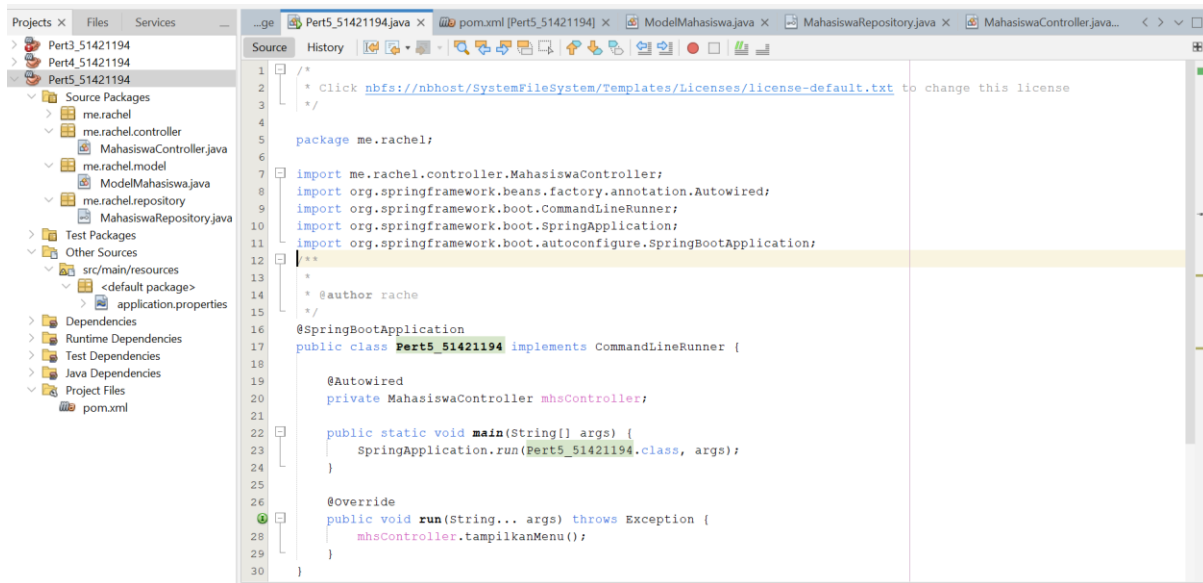 Projects × Files Services
Pert3_51421194
Pert4_51421194
Pert5_51421194
Source Packages
me.rachel
me.rachel.controller
MahasiswaController.java
me.rachel.model
ModelMahasiswa.java
me.rachel.repository
MahasiswaRepository.java
Test Packages
Other Sources
src/main/resources
<default package>
application.properties
Dependencies
Runtime Dependencies
Test Dependencies
Java Dependencies
Project Files
pom.xml
...ge Pert5_51421194.java × pom.xml [Pert5_51421194] × ModelMahasiswa.java × MahasiswaRepository.java × MahasiswaController.java...
Source History
1 /*
2 * Click nbfs://nbhost/SystemFileSystem/Templates/Licenses/license-default.txt to change this license
3 */
4
5 package me.rachel;
6
7 import me.rachel.controller.MahasiswaController;
8 import org.springframework.beans.factory.annotation.Autowired;
9 import org.springframework.boot.CommandLineRunner;
10 import org.springframework.boot.SpringApplication;
11 import org.springframework.boot.autoconfigure.SpringBootApplication;
12 /**
13 *
14 * @author rache
15 */
16 @SpringBootApplication
17 public class Pert5_51421194 implements CommandLineRunner {
18
19 @Autowired
20 private MahasiswaController mhsController;
21
22 public static void main(String[] args) {
23 SpringApplication.run(Pert5_51421194.class, args);
24 }
25
26 @Override
public void run(String... args) throws Exception {
28 mhsController.tampilkanMenu();
29 }
30 }